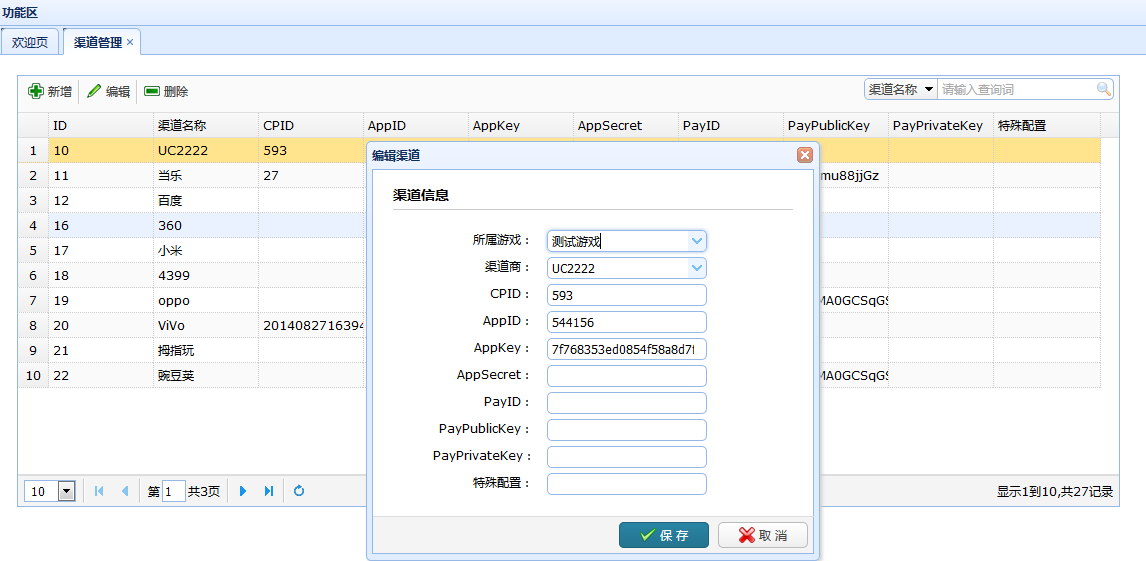 功能区
欢迎页 渠道管理 ×
新增 编辑 删除 渠道名称 请输入查询词
ID 渠道名称 CPID AppID AppKey AppSecret PayID PayPublicKey PayPrivateKey 特殊配置
1 10 UC2222 593
2 11 当乐 27 mu88jjGz
3 12 百度
4 16 360
5 17 小米
6 18 4399
7 19 oppo MA0GCSqGS
8 20 ViVo 2014082716394
9 21 拇指玩
10 22 豌豆荚 MA0GCSqGS
编辑渠道
渠道信息
所属游戏： 测试游戏
渠道商： UC2222
CPID： 593
AppID： 544156
AppKey： 7f768353ed0854f58a8d7f
AppSecret：
PayID：
PayPublicKey：
PayPrivateKey：
特殊配置：
保存 取消
10 第 1 共3页 显示1到10,共27记录